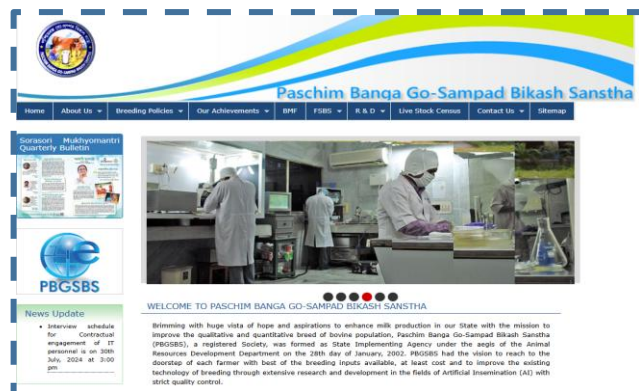 Paschim Banga Go-Sampad Bikash Sanstha
Home About Us Breeding Policies Our Achievements BMF FSBS R & D Live Stock Census Contact Us Sitemap
Sorasori Mukhyomantri
Quarterly Bulletin
PBGSBS
News Update
Interview schedule
for Contractual
engagement of IT
personnel is on 30th
July, 2024 at 3:00
pm
WELCOME TO PASCHIM BANGA GO-SAMPAD BIKASH SANSTHA
Brimming with huge vista of hope and aspirations to enhance milk production in our State with the mission to
improve the qualitative and quantitative breed of bovine population, Paschim Banga Go-Sampad Bikash Sanstha
(PBGSBS), a registered Society, was formed as State Implementing Agency under the aegis of the Animal
Resources Development Department on the 28th day of January, 2002. PBGSBS had the vision to reach to the
doorstep of each farmer with best of the breeding inputs available, at least cost and to improve the existing
technology of breeding through extensive research and development in the fields of Artificial Insemination (AI) with
strict quality control.